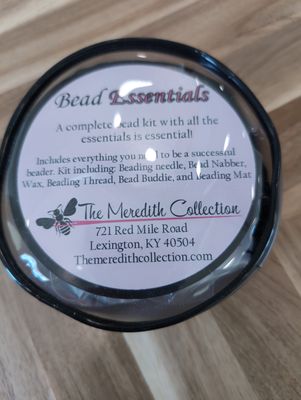 Bead Essentials
A complete bead kit with all the
essentials is essential!
Includes everything you need to be a successful
beader. Kit including: Beading needle, Bead Nabber,
Wax, Beading Thread, Bead Buddie, and Beading Mat
The Meredith Collection
721 Red Mile Road
Lexington, KY 40504
Themeredithcollection.com